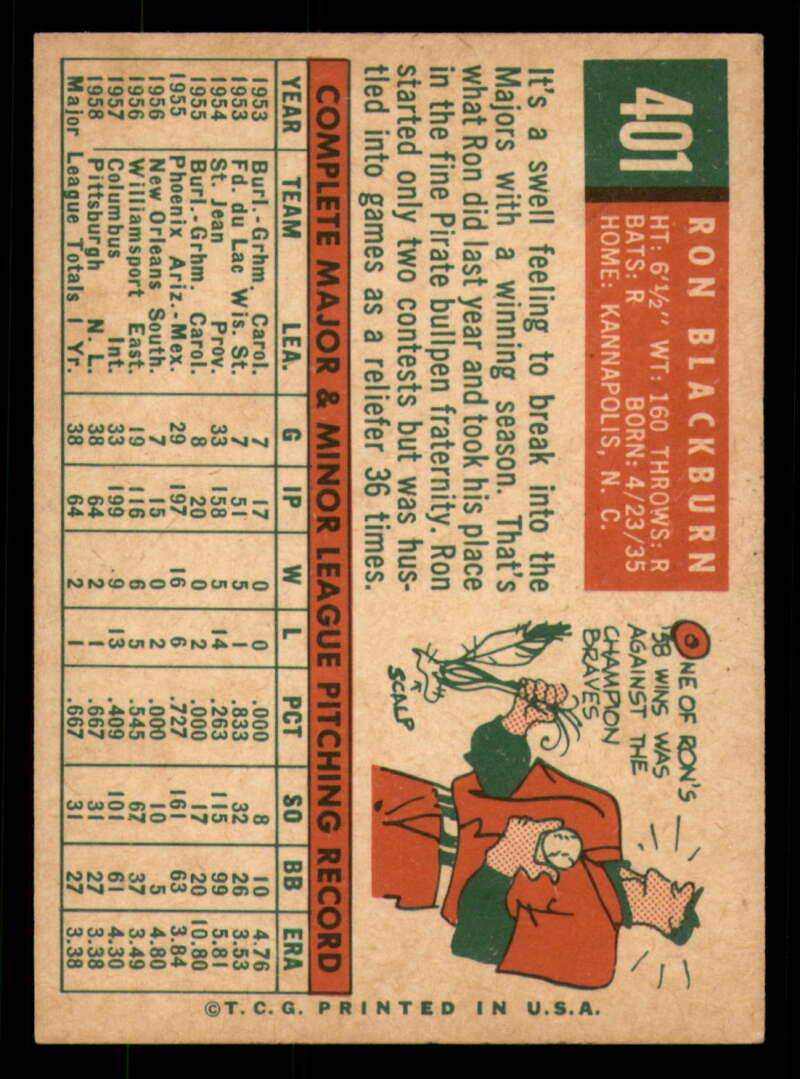 401
RON BLACKBURN
HT: 6'½" WT: 160 THROWS: R
BATS: R BORN: 4/23/35
HOME: KANNAPOLIS, N. C.
It's a swell feeling to break into the
Majors with a winning season. That's
what Ron did last year and took his place
in the fine Pirate bullpen fraternity. Ron
started only two contests but was hus-
tled into games as a reliefer 36 times.
ONE OF RON'S
'58 WINS WAS
AGAINST THE
CHAMPION
BRAVES
SCALP
COMPLETE MAJOR & MINOR LEAGUE PITCHING RECORD
YEAR TEAM LEA. G IP W L PCT SO BB ERA
1953 Burl.-Grhm. Carol. 7 17 0 0 .000 8 10 4.76
1953 Fd. du Lac Wis. St. 7 51 5 1 .833 32 26 3.53
1954 St. Jean Prov. 33 158 5 14 .263 115 99 5.81
1955 Burl.-Grhm. Carol. 8 20 0 2 .000 17 20 10.80
1955 Phoenix Ariz.-Mex. 29 197 16 6 .727 161 63 3.84
1956 New Orleans South. 7 15 0 2 .000 10 5 4.80
1956 Williamsport East. 19 116 6 5 .545 67 37 3.49
1957 Columbus Int. 33 199 9 13 .409 101 61 4.30
1958 Pittsburgh N. L. 38 64 2 1 .667 31 27 3.38
Major League Totals 1 Yr. 38 64 2 1 .667 31 27 3.38
© T. C. G. PRINTED IN U.S.A.